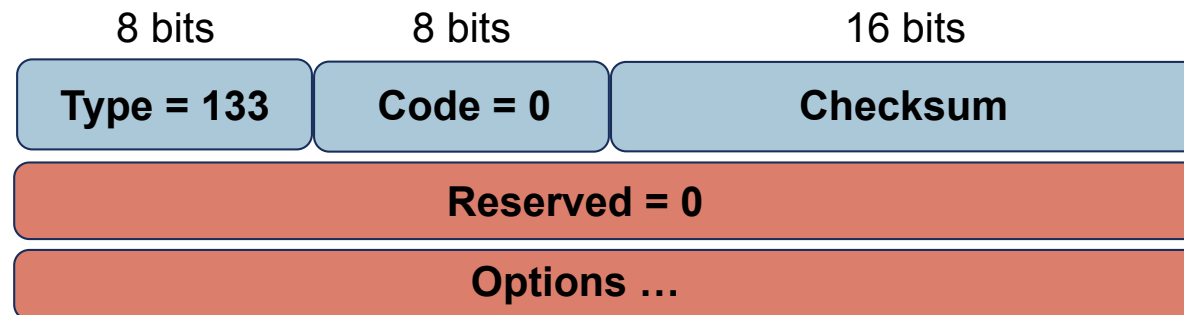 8 bits 8 bits 16 bits
Type = 133 Code = 0 Checksum
Reserved = 0
Options …